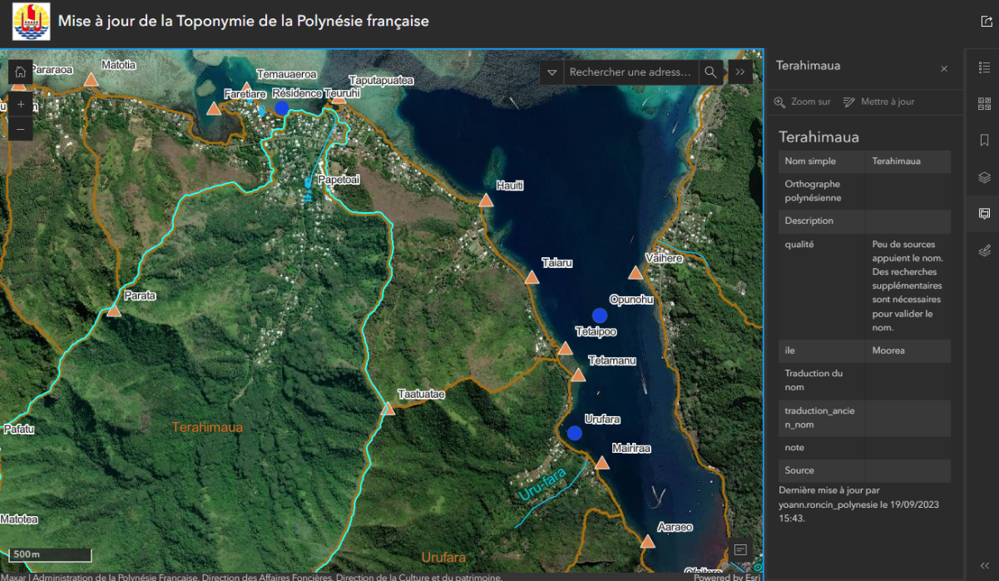 Mise à jour de la Toponymie de la Polynésie française
Pararaoa
Matotia
Temauaeroa
Taputapuatea
Faretiare
Résidence Teuruhi
Rechercher une adress...
Papetoai
Hauiti
Taiaru
Vaihere
Parata
Opunohu
Tetaipoo
Tetamanu
Taatuatae
Terahimaua
Pafatu
Urufara
Mairiraa
Uru-fara
Matotea
Aaraeo
500m
Urufara
Maxar | Administration de la Polynésie Française, Direction des Affaires Foncières, Direction de la Culture et du patrimoine.
Powered by Esri
Terahimaua
Zoom sur
Mettre à jour
Terahimaua
Nom simple
Terahimaua
Orthographe
polynésienne
Description
qualité
Peu de sources
appuient le nom.
Des recherches
supplémentaires
sont nécessaires
pour valider le
nom.
ile
Moorea
Traduction du
nom
traduction_ancie
n_nom
note
Source
Dernière mise à jour par
yoann.roncin_polynesie le 19/09/2023
15:43.